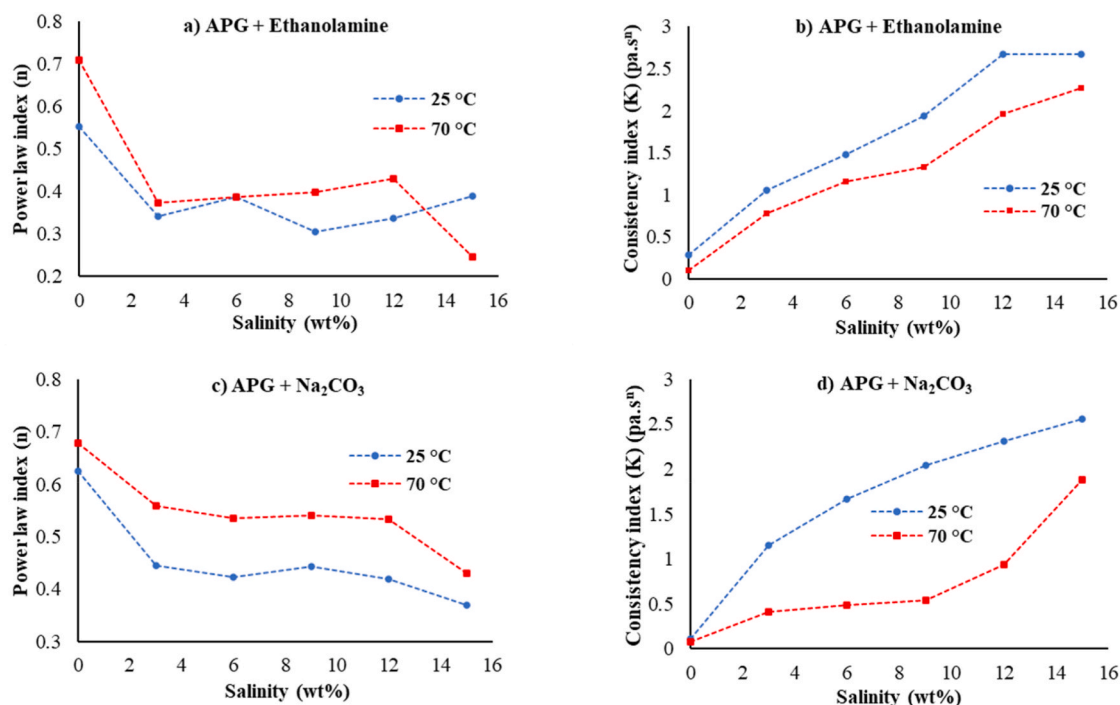 a) APG + Ethanolamine
Power law index (n)
0.8
0.7
0.6
0.5
0.4
0.3
0.2
25 °C
70 °C
0 2 4 6 8 10 12 14 16
Salinity (wt%)
b) APG + Ethanolamine
Consistency index (K) (pa.sⁿ)
3
2.5
2
1.5
1
0.5
0
25 °C
70 °C
0 2 4 6 8 10 12 14 16
Salinity (wt%)
c) APG + Na₂CO₃
Power law index (n)
0.8
0.7
0.6
0.5
0.4
0.3
25 °C
70 °C
0 2 4 6 8 10 12 14 16
Salinity (wt%)
d) APG + Na₂CO₃
Consistency index (K) (pa.sⁿ)
3
2.5
2
1.5
1
0.5
0
25 °C
70 °C
0 2 4 6 8 10 12 14 16
Salinity (wt%)